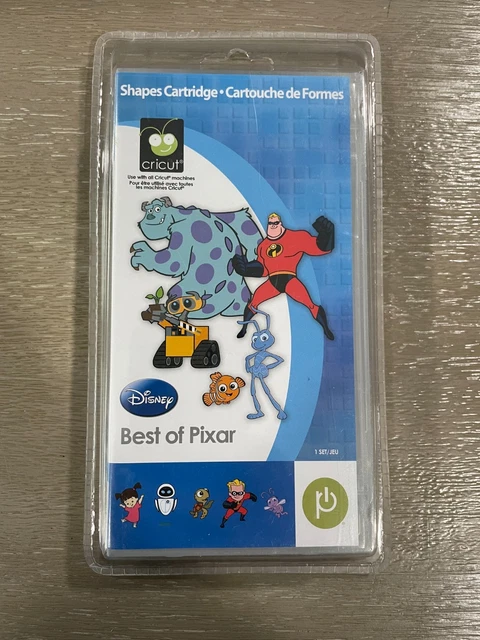 Shapes Cartridge • Cartouche de Formes
cricut®
Use with all Cricut® machines
Pour être utilisé avec toutes
les machines Cricut®
Disney
Best of Pixar
1 SET/JEU